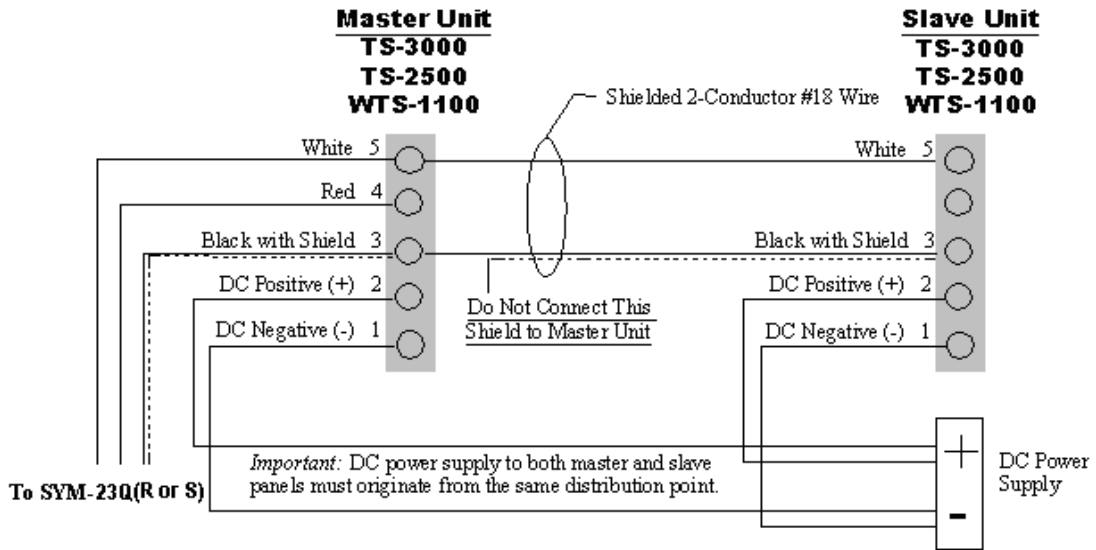 Master Unit
TS-3000
TS-2500
WTS-1100
Slave Unit
TS-3000
TS-2500
WTS-1100
Shielded 2-Conductor #18 Wire
White 5
Red 4
Black with Shield 3
DC Positive (+) 2
DC Negative (-) 1
White 5
Black with Shield 3
DC Positive (+) 2
DC Negative (-) 1
Do Not Connect This
Shield to Master Unit
To SYM-23Q(R or S)
Important: DC power supply to both master and slave
panels must originate from the same distribution point.
+
-
DC Power
Supply